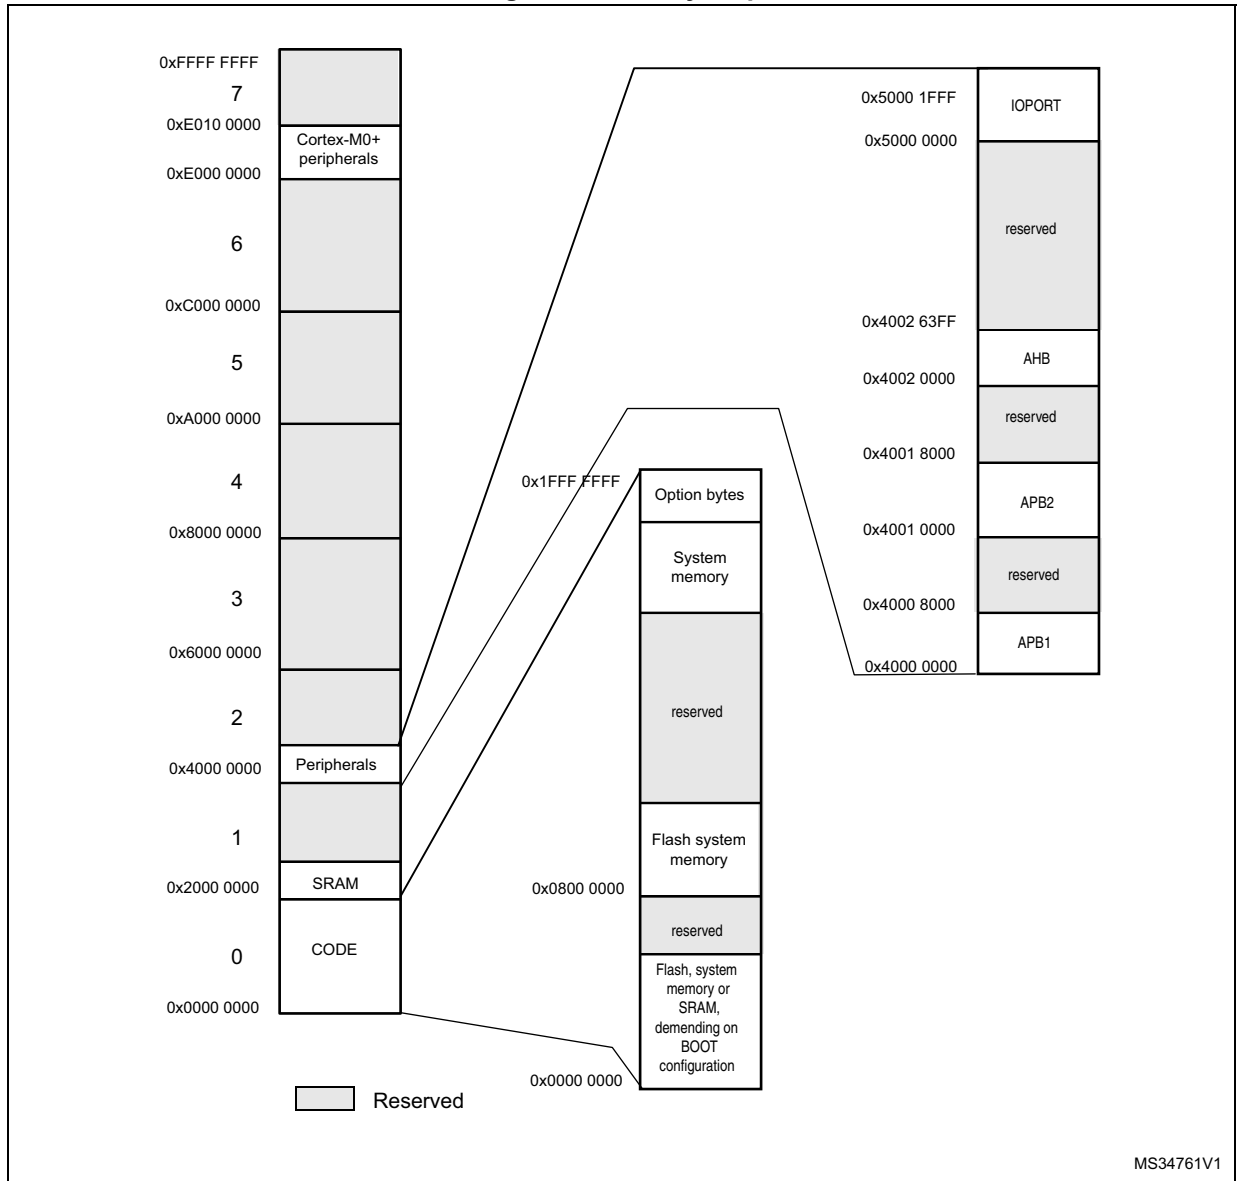 0xFFFF FFFF
7
0xE010 0000
Cortex-M0+
peripherals
0xE000 0000
6
0xC000 0000
5
0xA000 0000
4
0x8000 0000
3
0x6000 0000
2
0x4000 0000
Peripherals
1
0x2000 0000
SRAM
0
CODE
0x0000 0000
Reserved
0x1FFF FFFF
Option bytes
System
memory
reserved
Flash system
memory
0x0800 0000
reserved
Flash, system
memory or
SRAM,
demending on
BOOT
configuration
0x0000 0000
0x5000 1FFF
IOPORT
0x5000 0000
reserved
0x4002 63FF
AHB
0x4002 0000
reserved
0x4001 8000
APB2
0x4001 0000
reserved
0x4000 8000
APB1
0x4000 0000
MS34761V1